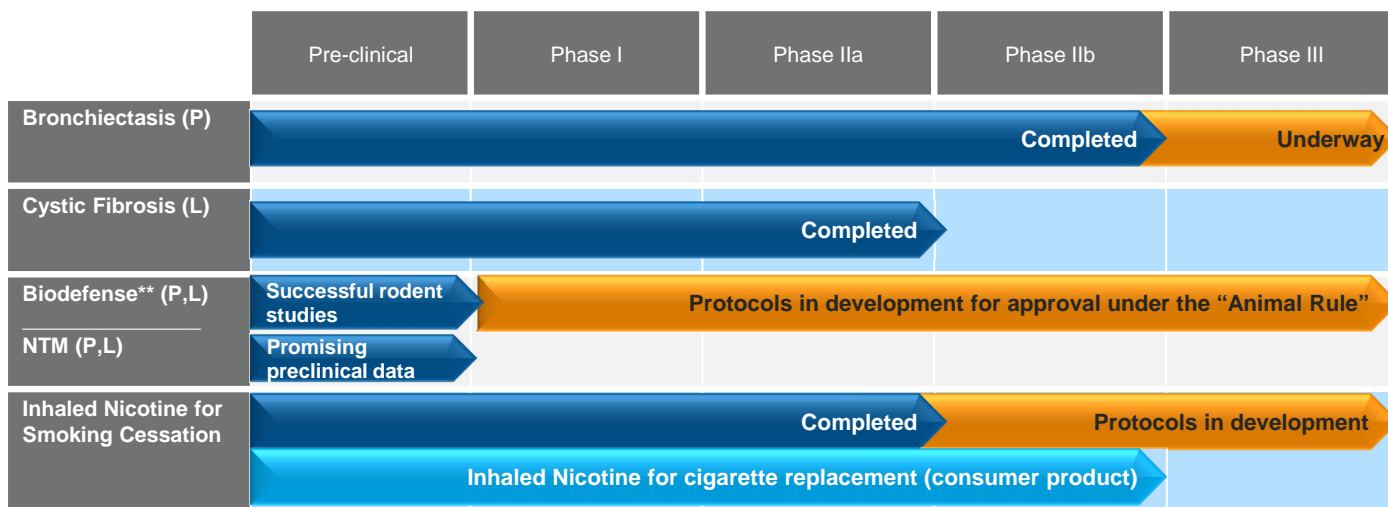 Pre-clinical
Phase I
Phase IIa
Phase IIb
Phase III
Bronchiectasis (P)
Completed
Underway
Cystic Fibrosis (L)
Completed
Biodefense** (P,L)
Successful rodent
studies
Protocols in development for approval under the “Animal Rule”
NTM (P,L)
Promising
preclinical data
Inhaled Nicotine for
Smoking Cessation
Completed
Protocols in development
Inhaled Nicotine for cigarette replacement (consumer product)